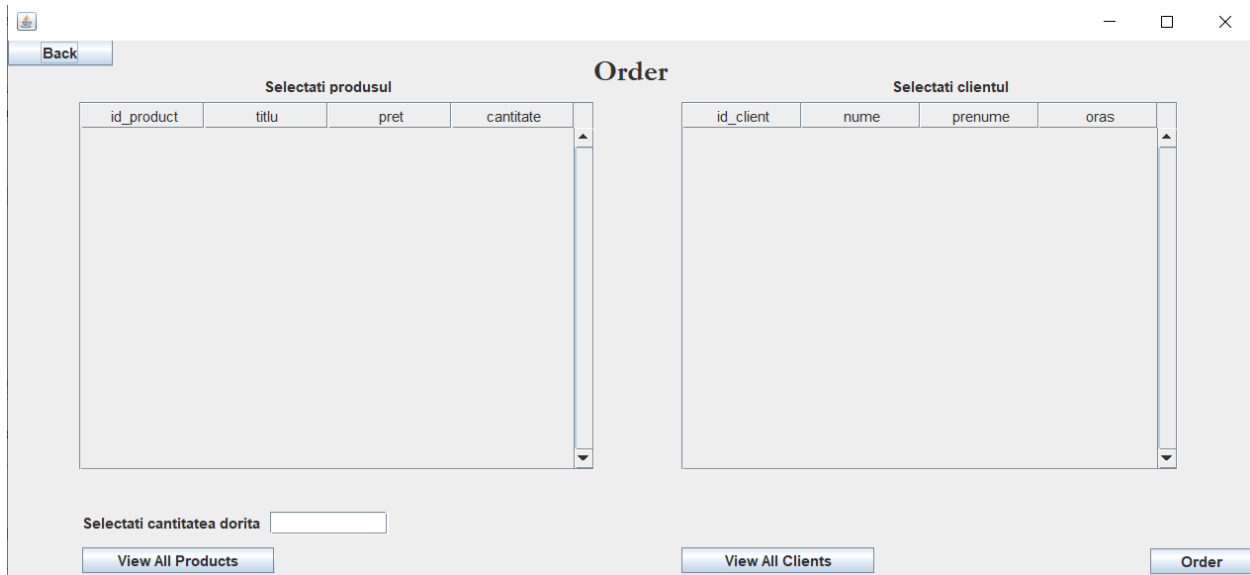 Back
Order
Selectati produsul
Selectati clientul
id_product titlu pret cantitate
id_client nume prenume oras
Selectati cantitatea dorita
View All Products
View All Clients
Order